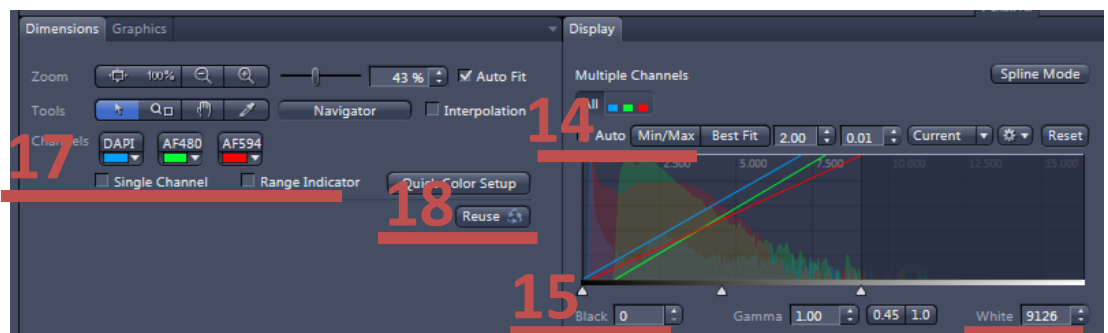 Dimensions Graphics
Zoom 100% 43 % Auto Fit
Tools Navigator Interpolation
Channels DAPI AF480 AF594
17
Single Channel Range Indicator Quick Color Setup
18
Reuse
Display
Multiple Channels Spline Mode
All
14
Auto Min/Max Best Fit 2.00 0.01 Current Reset
2.500 5.000 7.500 10.000 12.500 15.000
15
Black 0 Gamma 1.00 0.45 1.0 White 9126